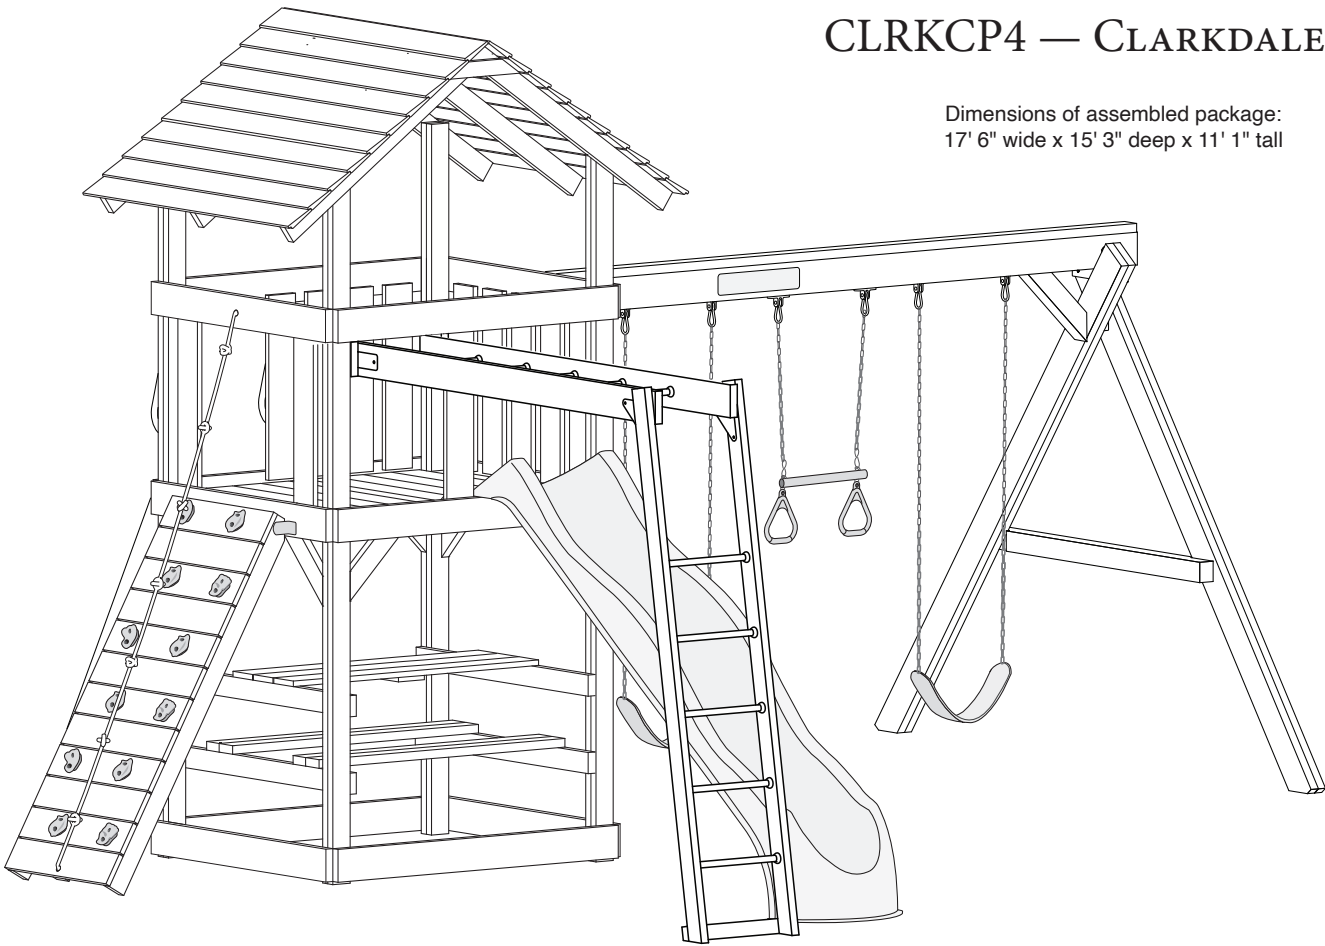 CLRKCP4 — Clarkdale
Dimensions of assembled package:
17' 6" wide x 15' 3" deep x 11' 1" tall